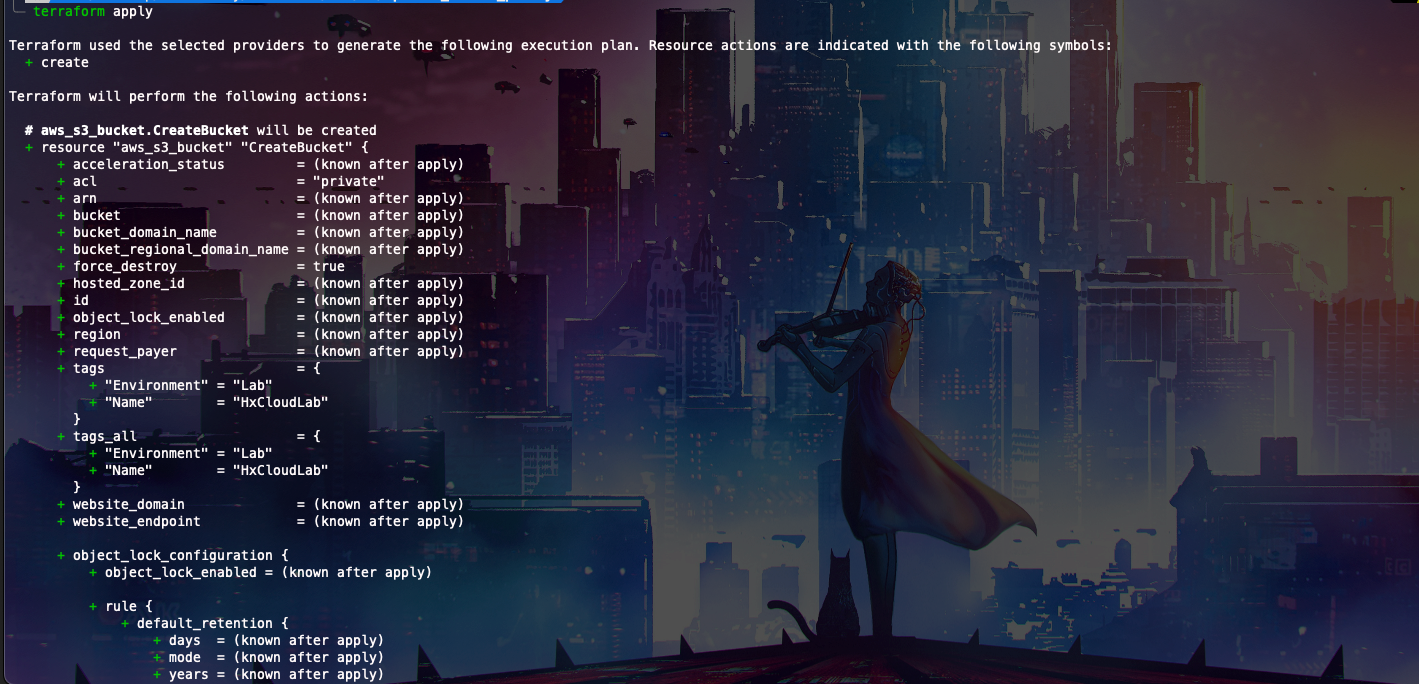 terraform apply
Terraform used the selected providers to generate the following execution plan. Resource actions are indicated with the following symbols:
+ create
Terraform will perform the following actions:
# aws_s3_bucket.CreateBucket will be created
+ resource "aws_s3_bucket" "CreateBucket" {
+ acceleration_status = (known after apply)
+ acl = "private"
+ arn = (known after apply)
+ bucket = (known after apply)
+ bucket_domain_name = (known after apply)
+ bucket_regional_domain_name = (known after apply)
+ force_destroy = true
+ hosted_zone_id = (known after apply)
+ id = (known after apply)
+ object_lock_enabled = (known after apply)
+ region = (known after apply)
+ request_payer = (known after apply)
+ tags = {
+ "Environment" = "Lab"
+ "Name" = "HxCloudLab"
}
+ tags_all = {
+ "Environment" = "Lab"
+ "Name" = "HxCloudLab"
}
+ website_domain = (known after apply)
+ website_endpoint = (known after apply)
+ object_lock_configuration {
+ object_lock_enabled = (known after apply)
+ rule {
+ default_retention {
+ days = (known after apply)
+ mode = (known after apply)
+ years = (known after apply)